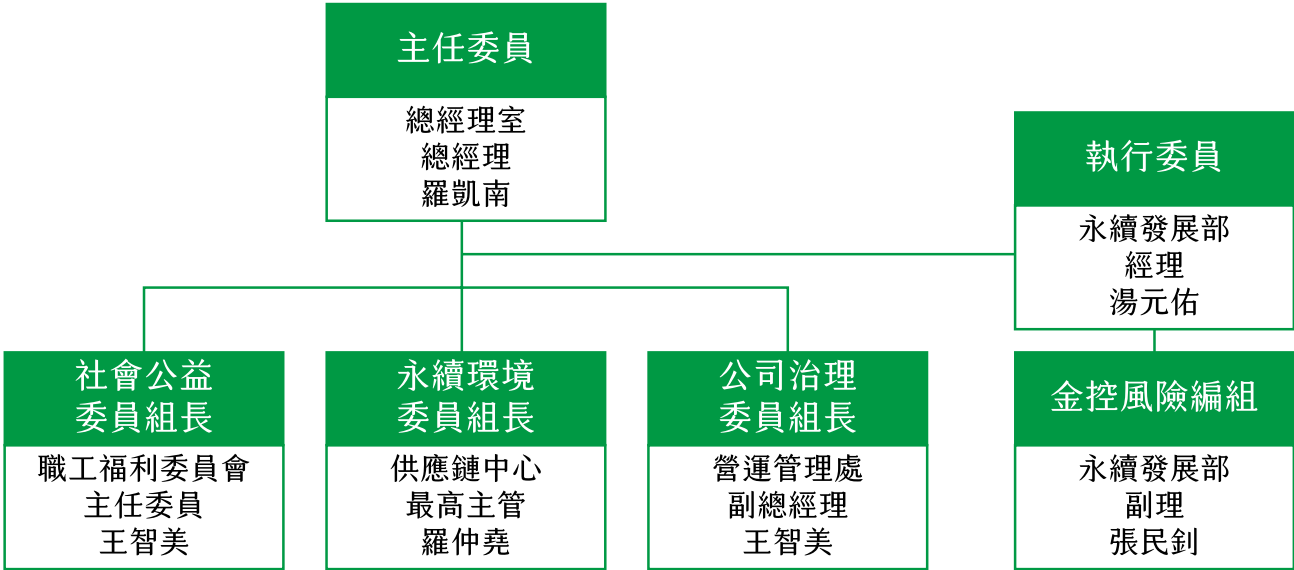 主任委員
總經理室
總經理
羅凱南
執行委員
永續發展部
經理
湯元佑
社會公益
委員組長
職工福利委員會
主任委員
王智美
永續環境
委員組長
供應鏈中心
最高主管
羅仲堯
公司治理
委員組長
營運管理處
副總經理
王智美
金控風險編組
永續發展部
副理
張民釗